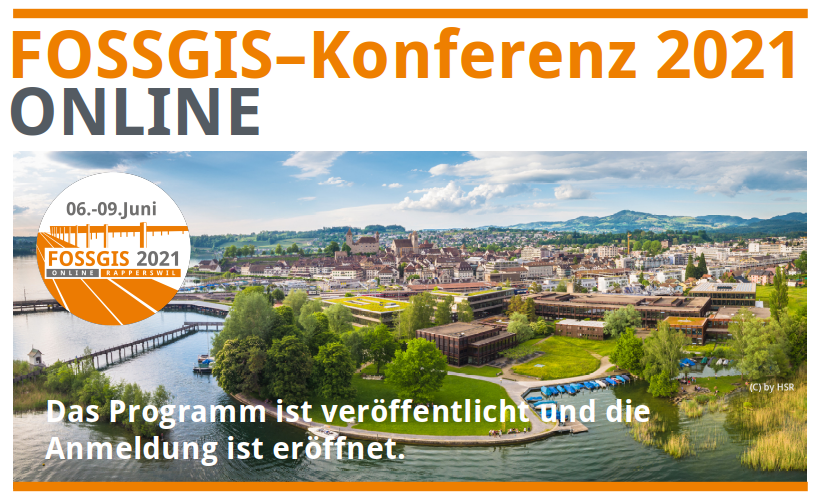 FOSSGIS–Konferenz 2021
ONLINE
06.-09.Juni
FOSSGIS 2021
ONLINE RAPPERSWIL
(C) by HSR
Das Programm ist veröffentlicht und die
Anmeldung ist eröffnet.